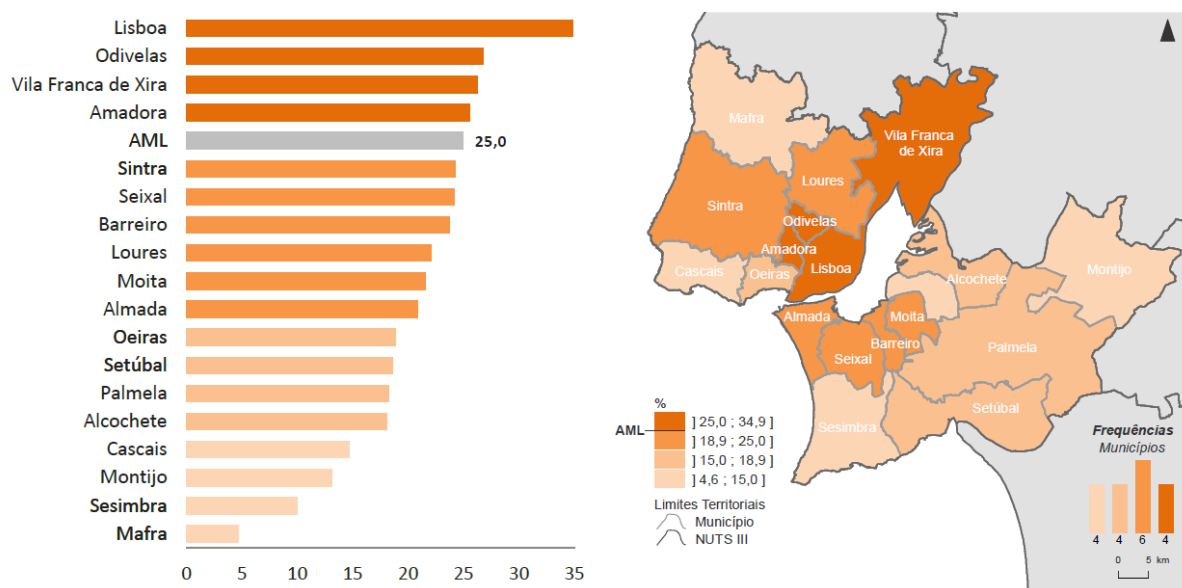 Lisboa
Odivelas
Vila Franca de Xira
Amadora
AML 25,0
Sintra
Seixal
Barreiro
Loures
Moita
Almada
Oeiras
Setúbal
Palmela
Alcochete
Cascais
Montijo
Sesimbra
Mafra
0 5 10 15 20 25 30 35
Mafra
Vila Franca
de Xira
Loures
Sintra
Odivelas
Amadora
Lisboa
Cascais
Oeiras
Alcochete
Montijo
Almada
Moita
Barreiro
Seixal
Palmela
Setúbal
Sesimbra
%
] 25,0 ; 34,9 ]
AML
] 18,9 ; 25,0 ]
] 15,0 ; 18,9 ]
] 4,6 ; 15,0 ]
Limites Territoriais
Município
NUTS III
Frequências
Municípios
4 4 6 4
0 5 km